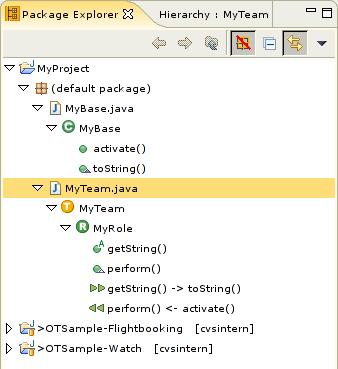 Package Explorer Hierarchy : MyTeam
MyProject
(default package)
MyBase.java
MyBase
activate()
toString()
MyTeam.java
MyTeam
MyRole
getString()
perform()
getString() -> toString()
perform() <- activate()
>OTSample-Flightbooking [cvsintern]
>OTSample-Watch [cvsintern]